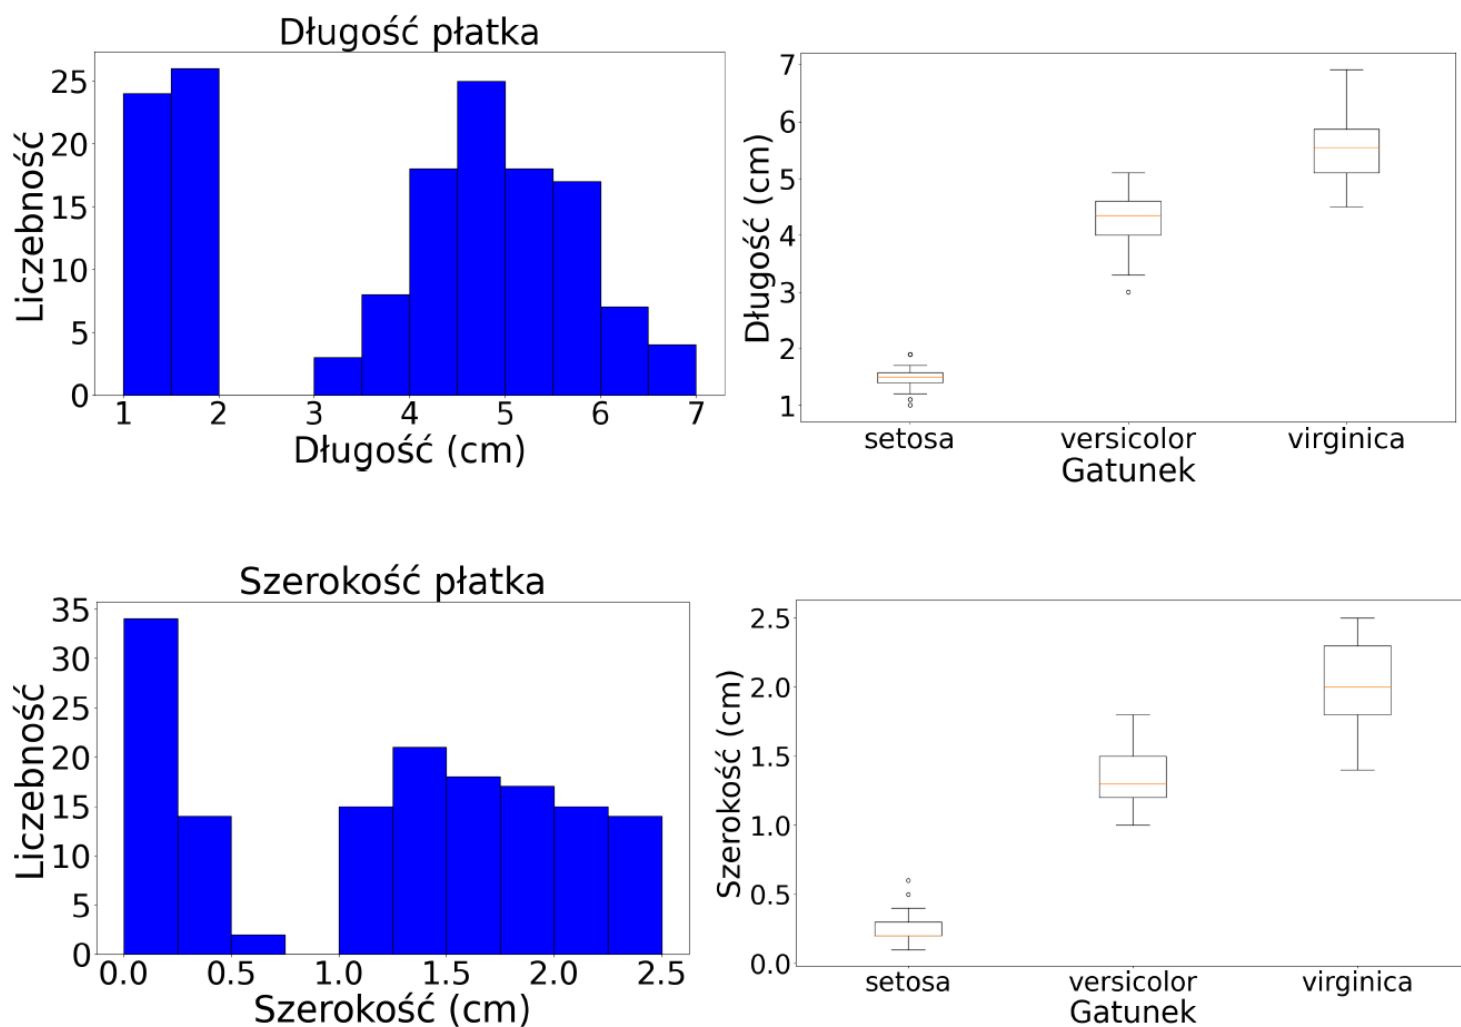 Długość płatka
Liczebność
25
20
15
10
5
0
1 2 3 4 5 6 7
Długość (cm)
Długość (cm)
7
6
5
4
3
2
1
setosa versicolor virginica
Gatunek
Szerokość płatka
Liczebność
35
30
25
20
15
10
5
0
0.0 0.5 1.0 1.5 2.0 2.5
Szerokość (cm)
Szerokość (cm)
2.5
2.0
1.5
1.0
0.5
0.0
setosa versicolor virginica
Gatunek